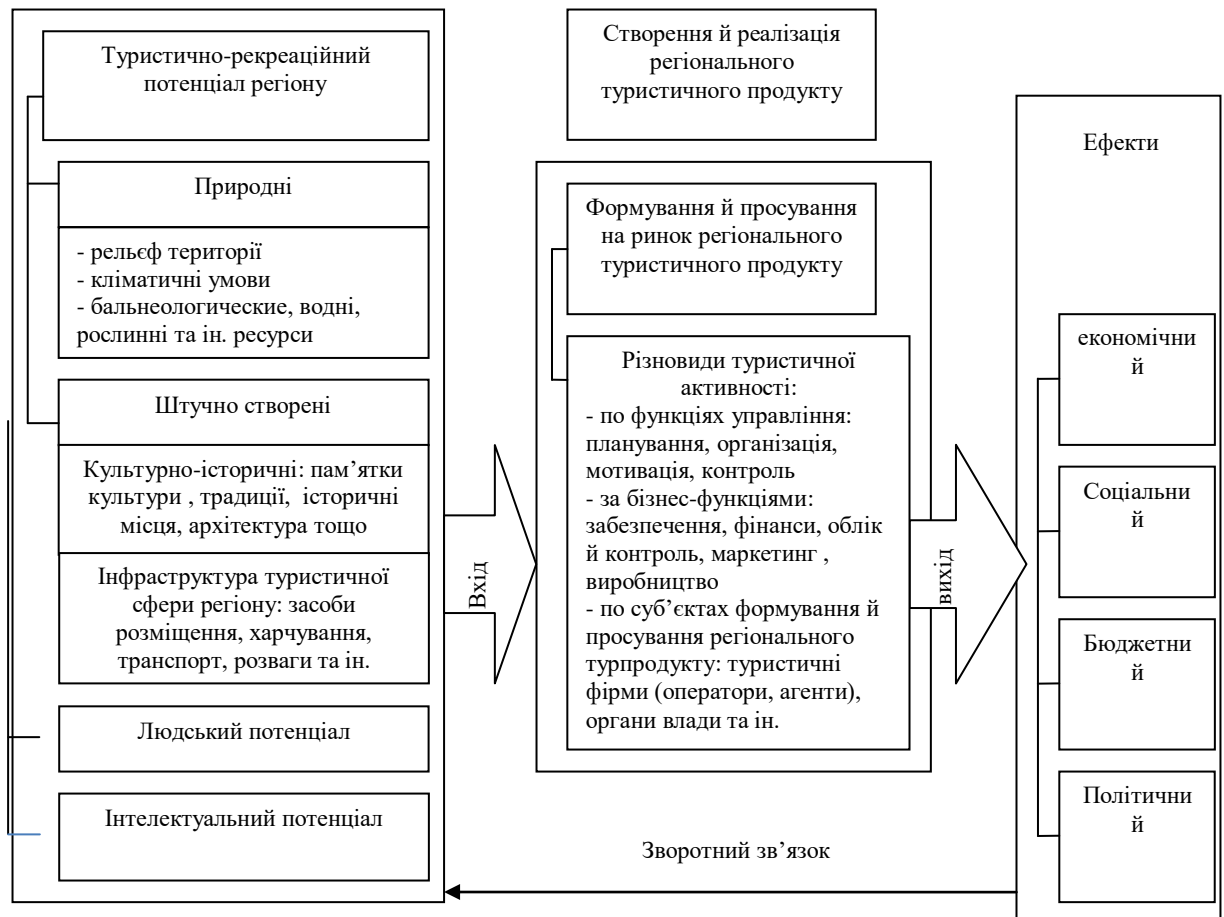 Туристично-рекреаційний
потенціал регіону
Природні
- рельєф території
- кліматичні умови
- бальнеологические, водні,
рослинні та ін. ресурси
Штучно створені
Культурно-історичні: пам’ятки
культури , традиції, історичні
місця, архітектура тощо
Інфраструктура туристичної
сфери регіону: засоби
розміщення, харчування,
транспорт, розваги та ін.
Людський потенціал
Інтелектуальний потенціал
Вхід
Створення й реалізація
регіонального
туристичного продукту
Формування й просування
на ринок регіонального
туристичного продукту
Різновиди туристичної
активності:
- по функціях управління:
планування, організація,
мотивація, контроль
- за бізнес-функціями:
забезпечення, фінанси, облік
й контроль, маркетинг ,
виробництво
- по суб’єктах формування й
просування регіонального
турпродукту: туристичні
фірми (оператори, агенти),
органи влади та ін.
вихід
Ефекти
економічни
й
Соціальни
й
Бюджетни
й
Політични
й
Зворотний зв’язок